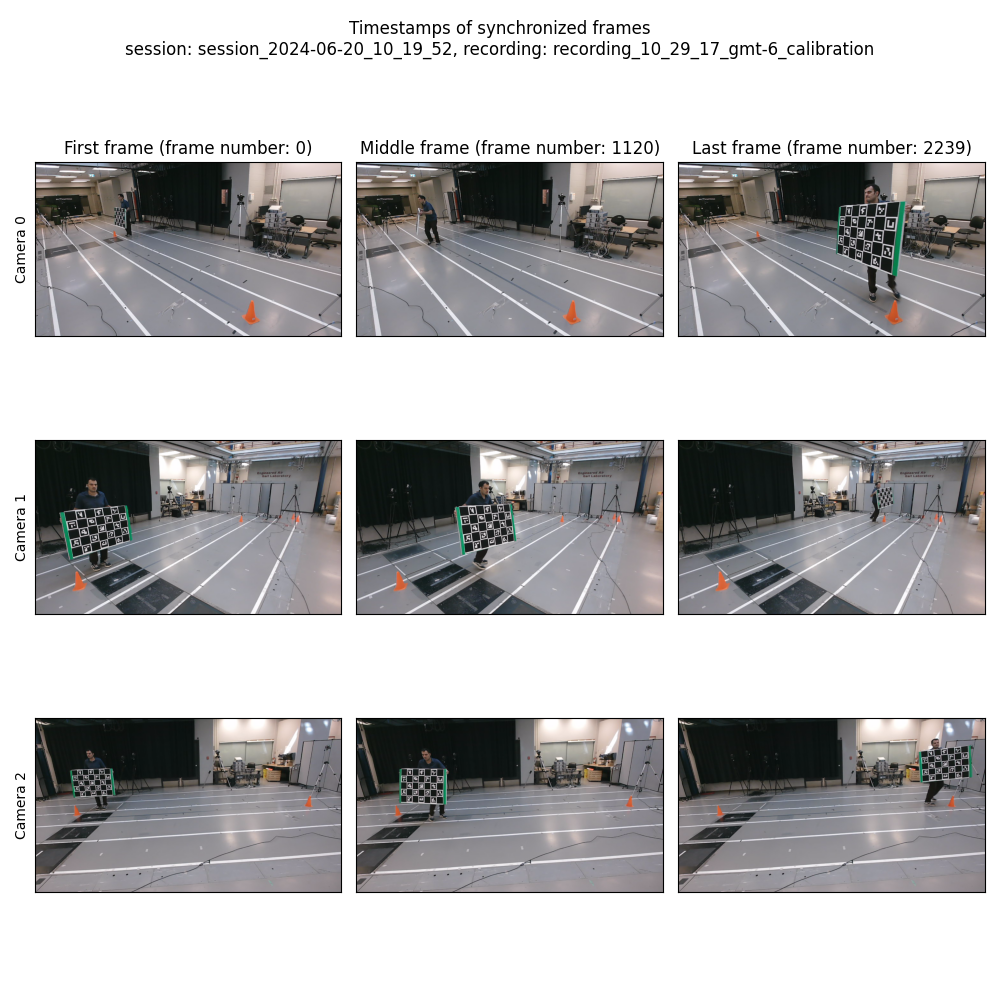 Timestamps of synchronized frames
session: session_2024-06-20_10_19_52, recording: recording_10_29_17_gmt-6_calibration
First frame (frame number: 0)
Middle frame (frame number: 1120)
Last frame (frame number: 2239)
Camera 0
Camera 1
Camera 2